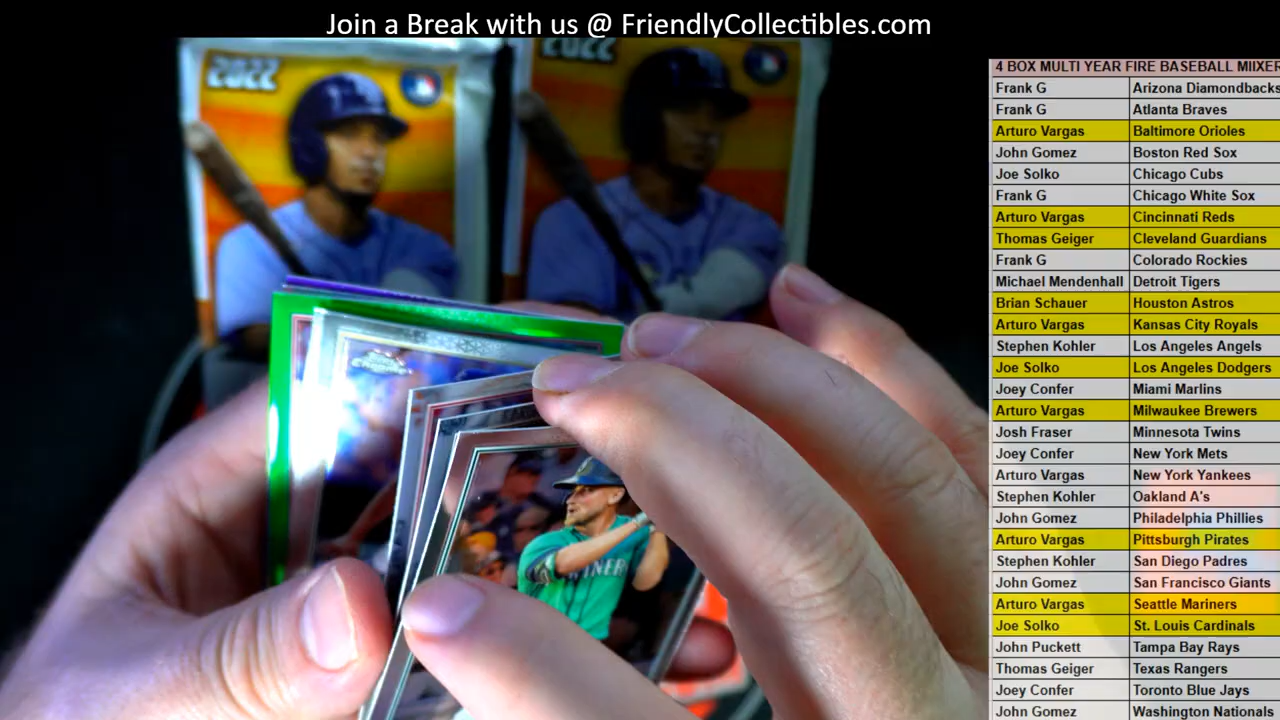 Join a Break with us @ FriendlyCollectibles.com
2022
2022
4 BOX MULTI YEAR FIRE BASEBALL MIIXER
Frank G Arizona Diamondbacks
Frank G Atlanta Braves
Arturo Vargas Baltimore Orioles
John Gomez Boston Red Sox
Joe Solko Chicago Cubs
Frank G Chicago White Sox
Arturo Vargas Cincinnati Reds
Thomas Geiger Cleveland Guardians
Frank G Colorado Rockies
Michael Mendenhall Detroit Tigers
Brian Schauer Houston Astros
Arturo Vargas Kansas City Royals
Stephen Kohler Los Angeles Angels
Joe Solko Los Angeles Dodgers
Joey Confer Miami Marlins
Arturo Vargas Milwaukee Brewers
Josh Fraser Minnesota Twins
Joey Confer New York Mets
Arturo Vargas New York Yankees
Stephen Kohler Oakland A's
John Gomez Philadelphia Phillies
Arturo Vargas Pittsburgh Pirates
Stephen Kohler San Diego Padres
John Gomez San Francisco Giants
Arturo Vargas Seattle Mariners
Joe Solko St. Louis Cardinals
John Puckett Tampa Bay Rays
Thomas Geiger Texas Rangers
Joey Confer Toronto Blue Jays
John Gomez Washington Nationals